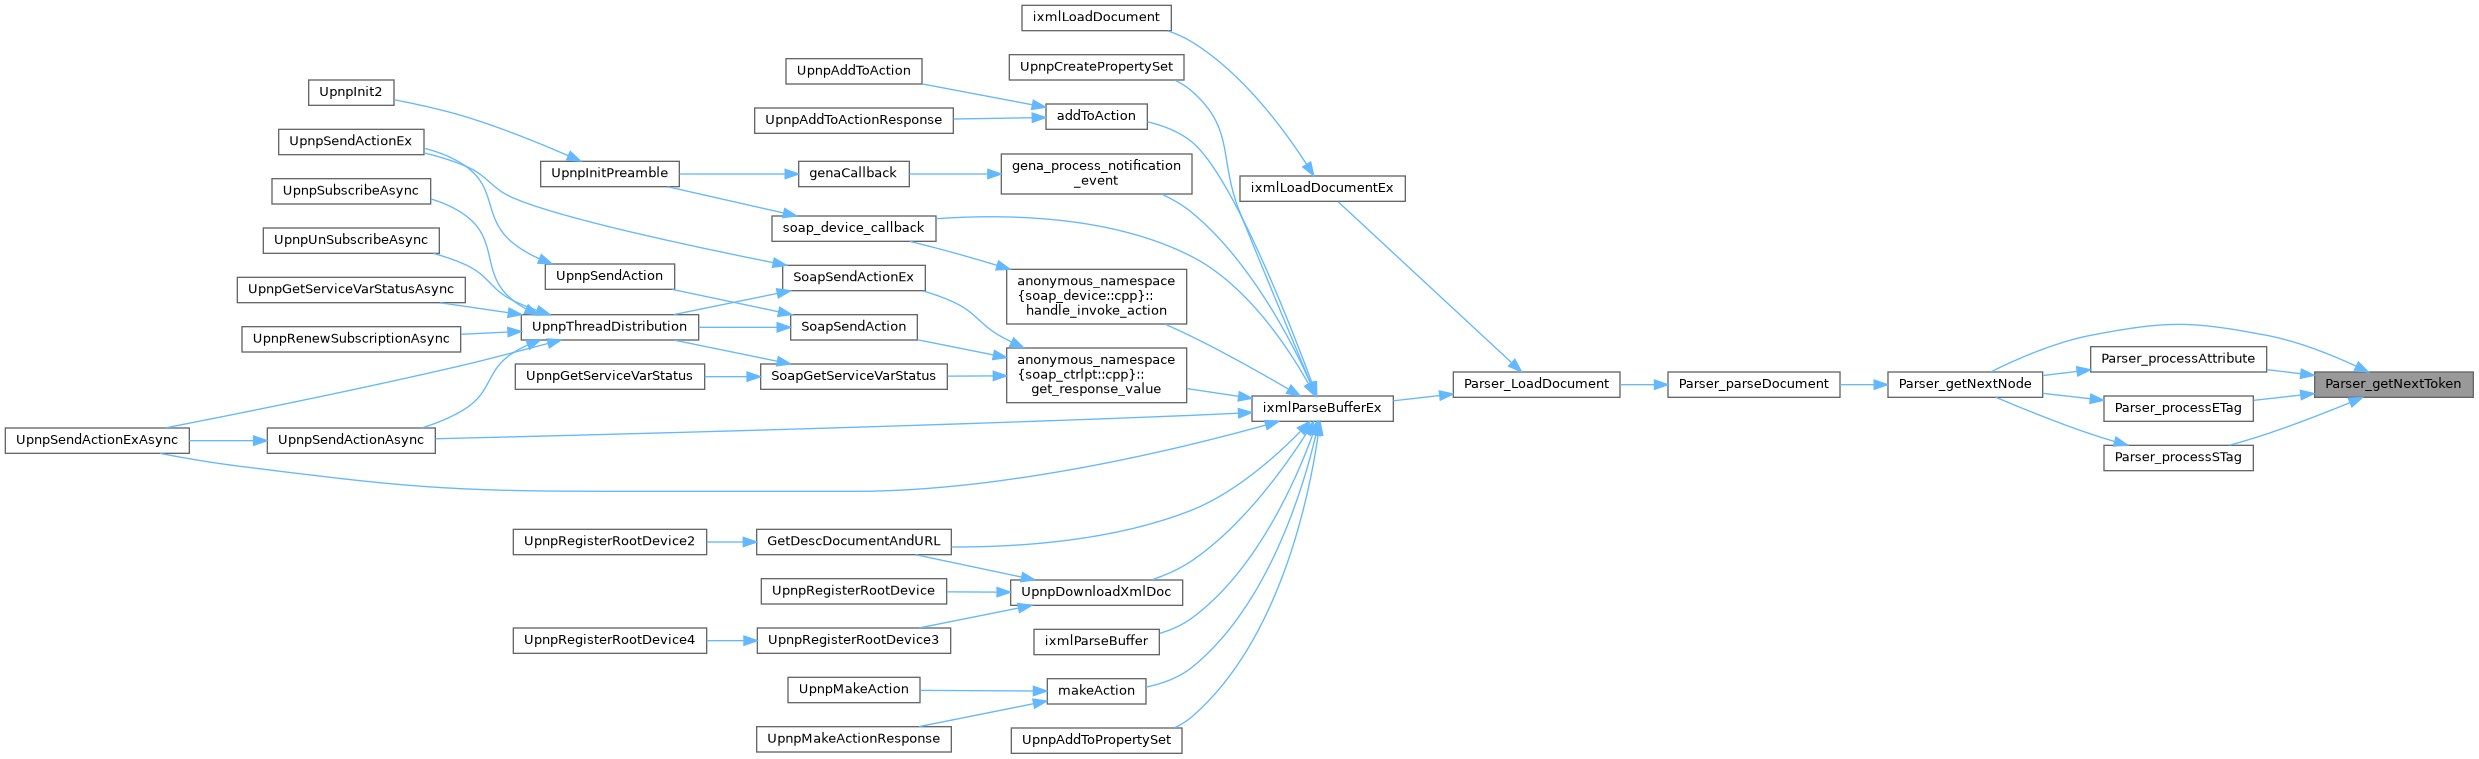 ixmlLoadDocument
UpnpCreatePropertySet
UpnpAddToAction
UpnpInit2
addToAction
UpnpAddToActionResponse
UpnpSendActionEx
gena_process_notification
_event
UpnpInitPreamble
genaCallback
ixmlLoadDocumentEx
UpnpSubscribeAsync
soap_device_callback
UpnpUnSubscribeAsync
UpnpSendAction
SoapSendActionEx
anonymous_namespace
{soap_device::cpp}::
handle_invoke_action
UpnpGetServiceVarStatusAsync
UpnpThreadDistribution
SoapSendAction
UpnpRenewSubscriptionAsync
anonymous_namespace
{soap_ctrlpt::cpp}::
get_response_value
Parser_processAttribute
UpnpGetServiceVarStatus
SoapGetServiceVarStatus
Parser_LoadDocument
Parser_parseDocument
Parser_getNextNode
Parser_getNextToken
ixmlParseBufferEx
Parser_processETag
UpnpSendActionExAsync
UpnpSendActionAsync
Parser_processSTag
UpnpRegisterRootDevice2
GetDescDocumentAndURL
UpnpRegisterRootDevice
UpnpDownloadXmlDoc
UpnpRegisterRootDevice4
UpnpRegisterRootDevice3
ixmlParseBuffer
UpnpMakeAction
makeAction
UpnpMakeActionResponse
UpnpAddToPropertySet